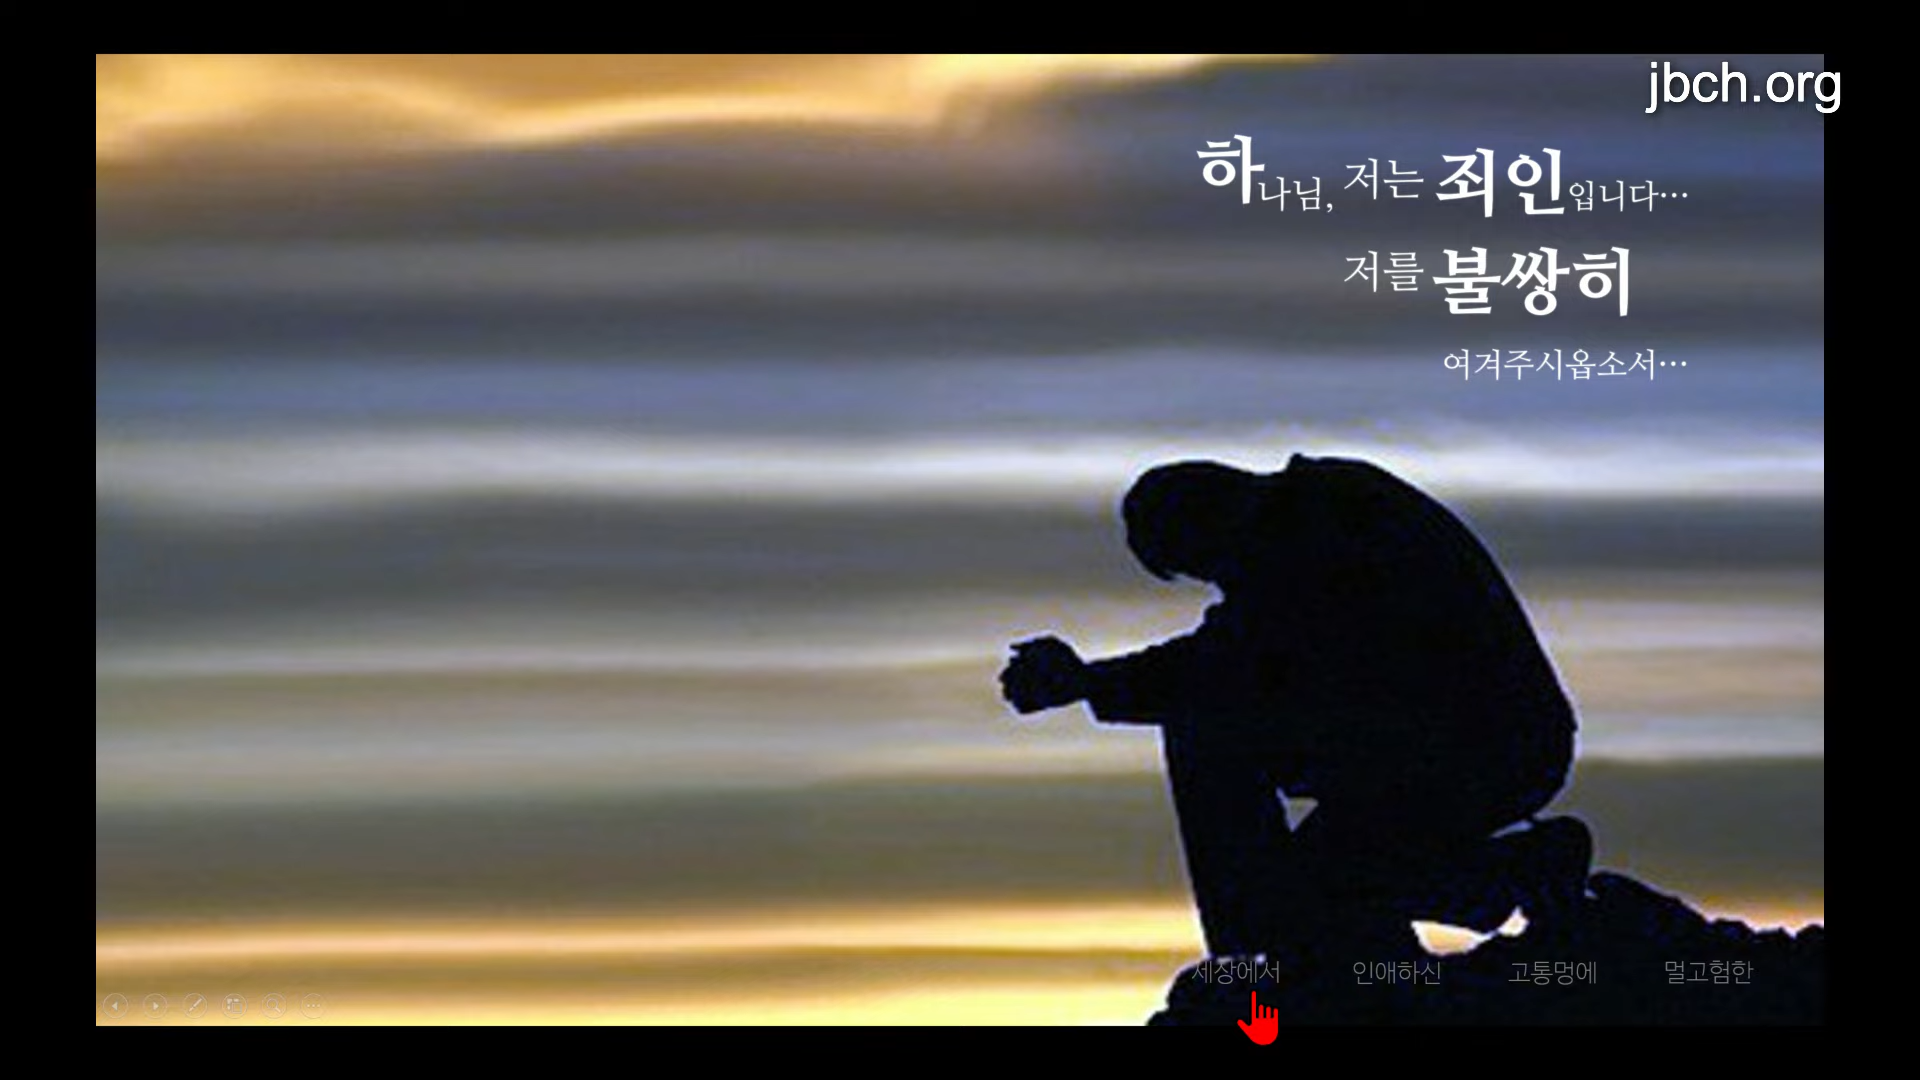 jbch.org
하나님, 저는 죄인입니다…
저를 불쌍히
여겨주시옵소서…
세장에서 인애하신 고통멍에 멀고험한